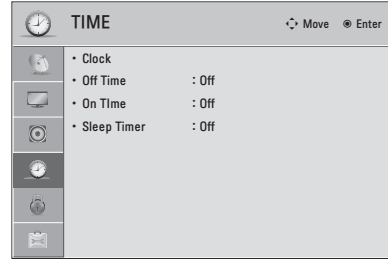 TIME
Move Enter
• Clock
• Off Time : Off
• On TIme : Off
• Sleep Timer : Off